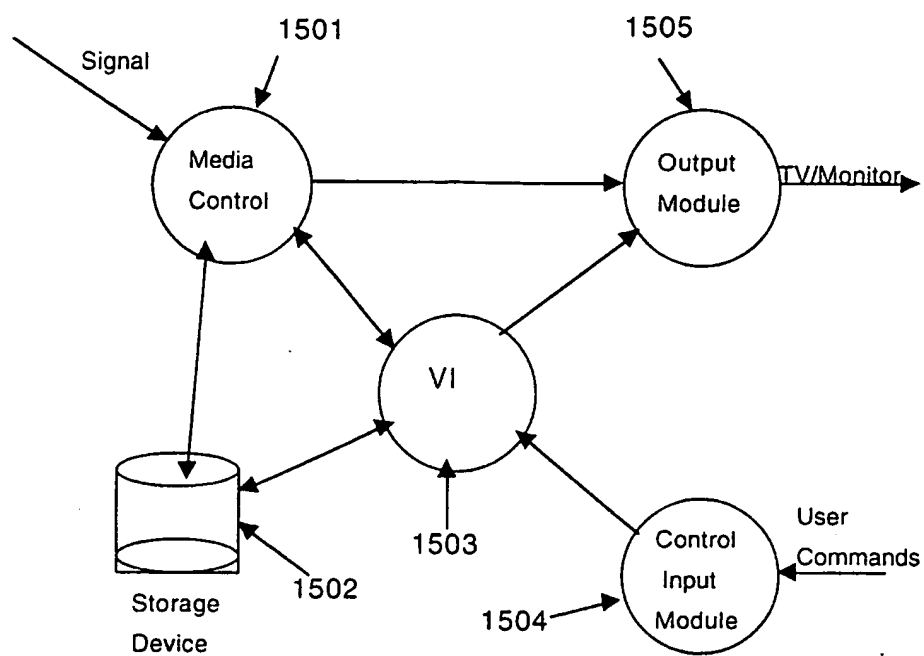 1501
1505
Signal
Media
Control
Output
Module
TV/Monitor
VI
1503
1502
Storage
Device
Control
Input
Module
1504
User
Commands